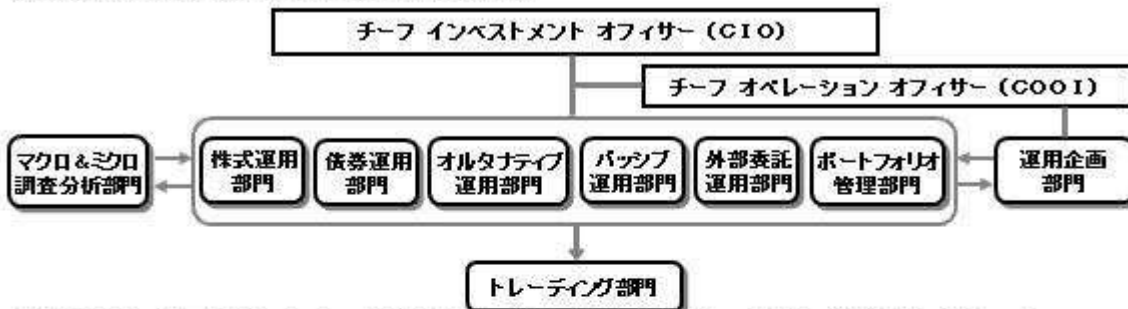 チーフ インベストメント オフィサー (CIO)
チーフ オペレーション オフィサー (COOI)
マクロ&ミクロ
調査分析部門
株式運用
部門
債券運用
部門
オルタナティブ
運用部門
パッシブ
運用部門
外部委託
運用部門
ポートフォリオ
管理部門
運用企画
部門
トレーディング部門